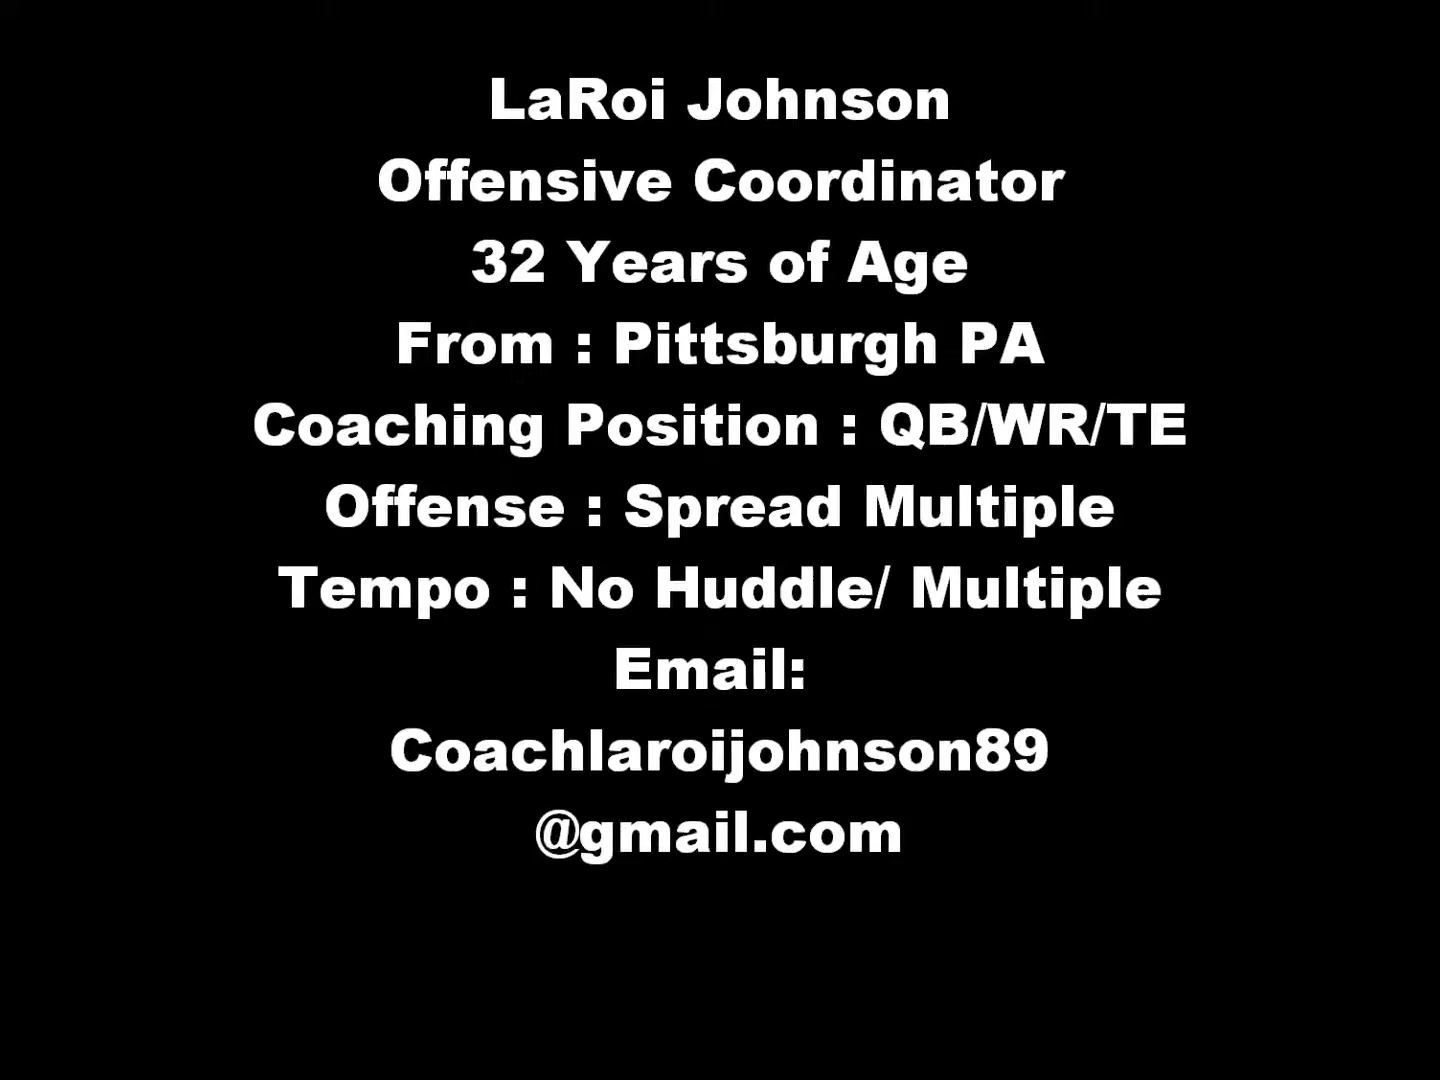 LaRoi Johnson
Offensive Coordinator
32 Years of Age
From : Pittsburgh PA
Coaching Position : QB/WR/TE
Offense : Spread Multiple
Tempo : No Huddle/ Multiple
Email:
Coachlaroijohnson89
@gmail.com